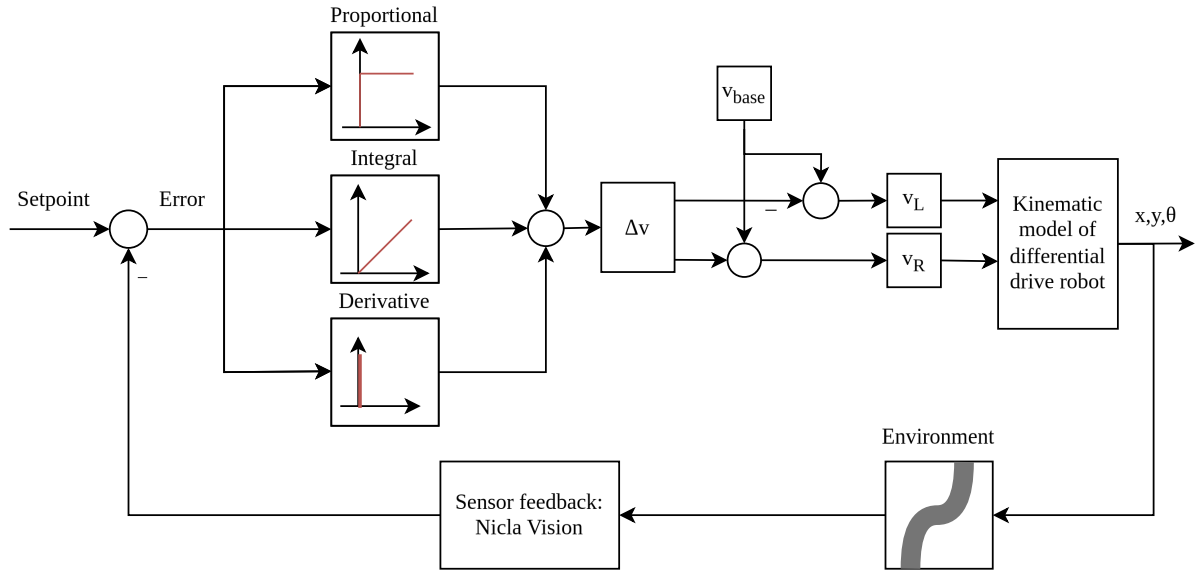 Proportional
v_base
Integral
Setpoint
Error
–
Δv
–
v_L
v_R
Kinematic
model of
differential
drive robot
x,y,θ
Derivative
Environment
Sensor feedback:
Nicla Vision